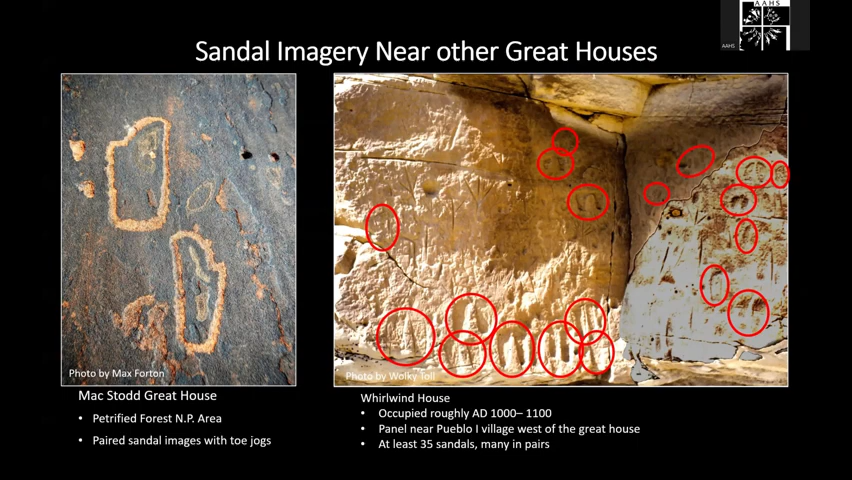 AAHS
AAHS
Sandal Imagery Near other Great Houses
Photo by Max Forton
Mac Stodd Great House
• Petrified Forest N.P. Area
• Paired sandal images with toe jogs
Photo by Wolky Toll
Whirlwind House
• Occupied roughly AD 1000– 1100
• Panel near Pueblo I village west of the great house
• At least 35 sandals, many in pairs